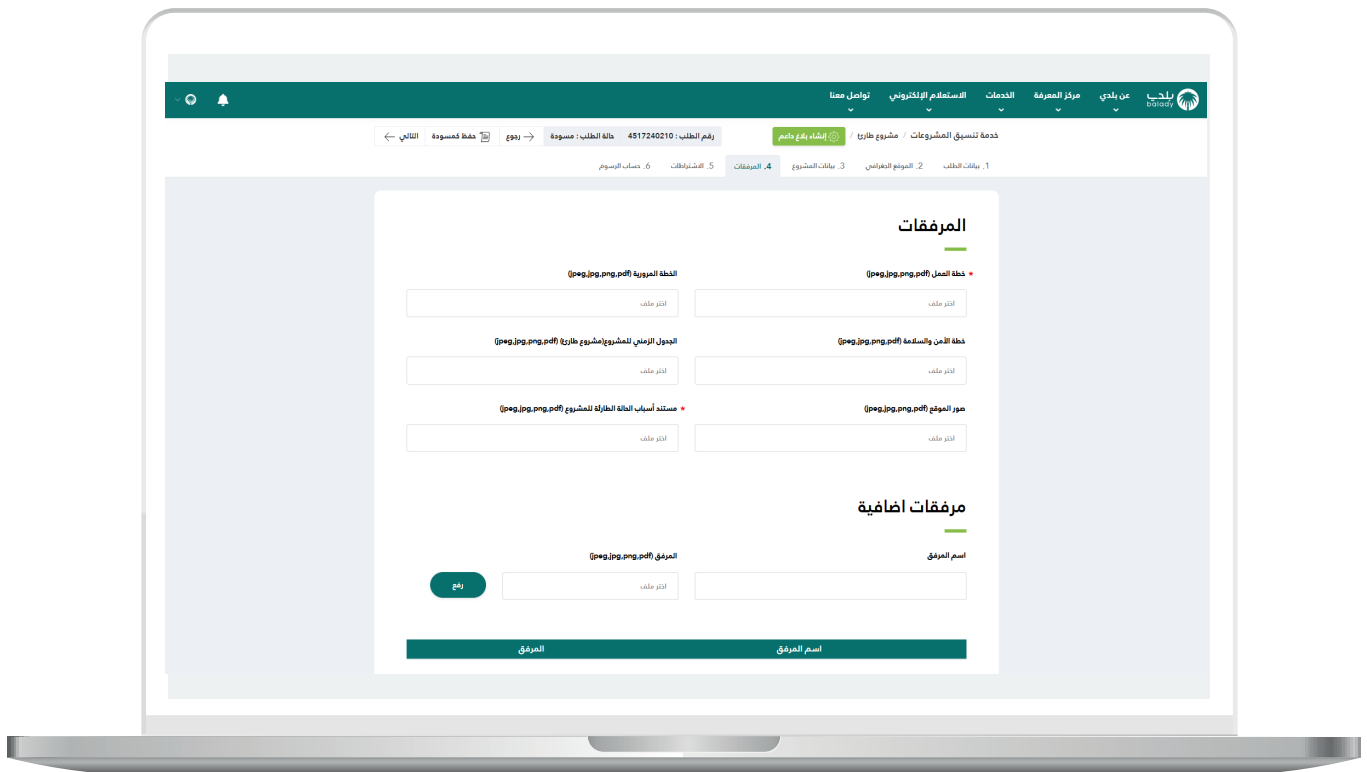 بلدي
balady
عن بلدي مركز المعرفة الخدمات الاستعلام الإلكتروني تواصل معنا
خدمة تنسيق المشروعات / مشروع طارئ / إنشاء بلاغ داعم رقم الطلب : 4517240210 حالة الطلب : مسودة رجوع حفظ كمسودة التالي
1. بيانات الطلب 2. الموقع الجغرافي 3. بيانات المشروع 4. المرفقات 5. الاشتراطات 6. حساب الرسوم
المرفقات
* خطة العمل (jpeg,jpg,png,pdf) الخطة المرورية (jpeg,jpg,png,pdf)
اختر ملف اختر ملف
خطة الأمن والسلامة (jpeg,jpg,png,pdf) الجدول الزمني للمشروع(مشروع طارئ) (jpeg,jpg,png,pdf)
اختر ملف اختر ملف
صور الموقع (jpeg,jpg,png,pdf) * مستند أسباب الحالة الطارئة للمشروع (jpeg,jpg,png,pdf)
اختر ملف اختر ملف
مرفقات اضافية
اسم المرفق المرفق (jpeg,jpg,png,pdf)
اختر ملف رفع
اسم المرفق المرفق